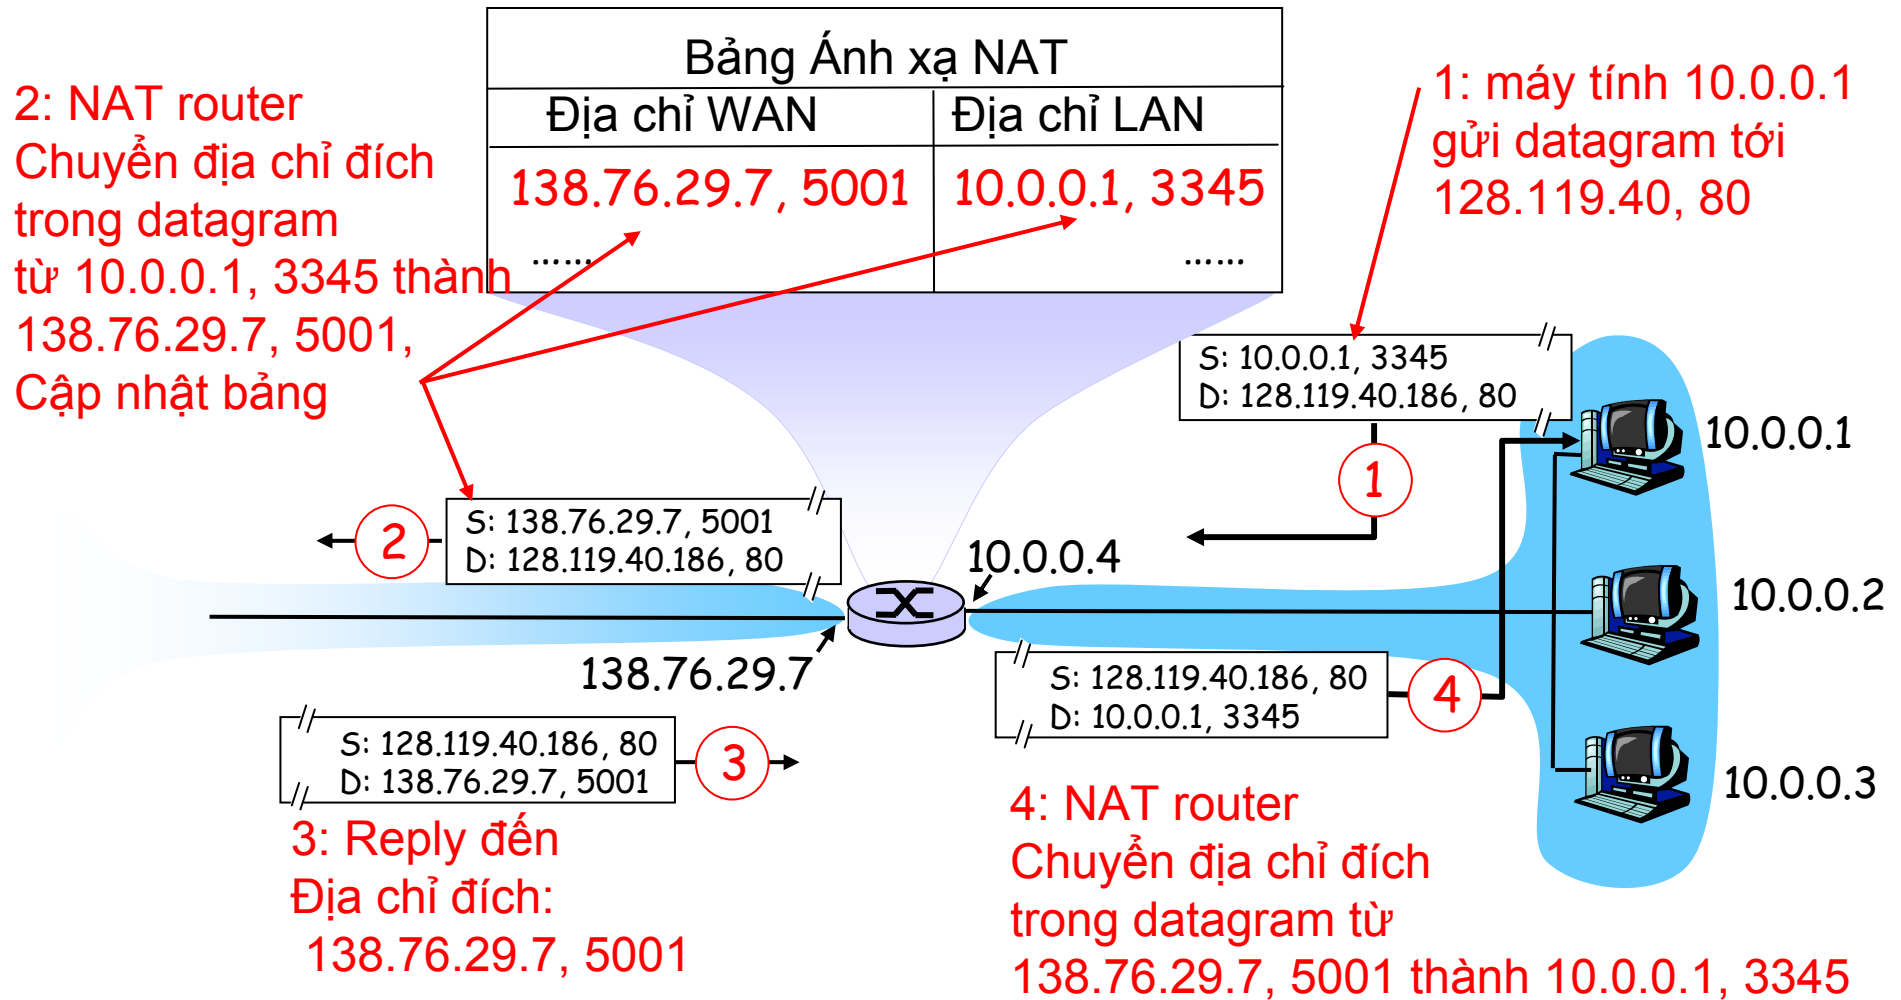 Bảng Ánh xạ NAT
Địa chỉ WAN
Địa chỉ LAN
138.76.29.7, 5001
10.0.0.1, 3345
......
......
2: NAT router
Chuyển địa chỉ đích
trong datagram
từ 10.0.0.1, 3345 thành
138.76.29.7, 5001,
Cập nhật bảng
1: máy tính 10.0.0.1
gửi datagram tới
128.119.40, 80
S: 10.0.0.1, 3345
D: 128.119.40.186, 80
1
10.0.0.1
S: 138.76.29.7, 5001
D: 128.119.40.186, 80
2
10.0.0.4
10.0.0.2
138.76.29.7
S: 128.119.40.186, 80
D: 10.0.0.1, 3345
4
S: 128.119.40.186, 80
D: 138.76.29.7, 5001
3
10.0.0.3
3: Reply đến
Địa chỉ đích:
138.76.29.7, 5001
4: NAT router
Chuyển địa chỉ đích
trong datagram từ
138.76.29.7, 5001 thành 10.0.0.1, 3345